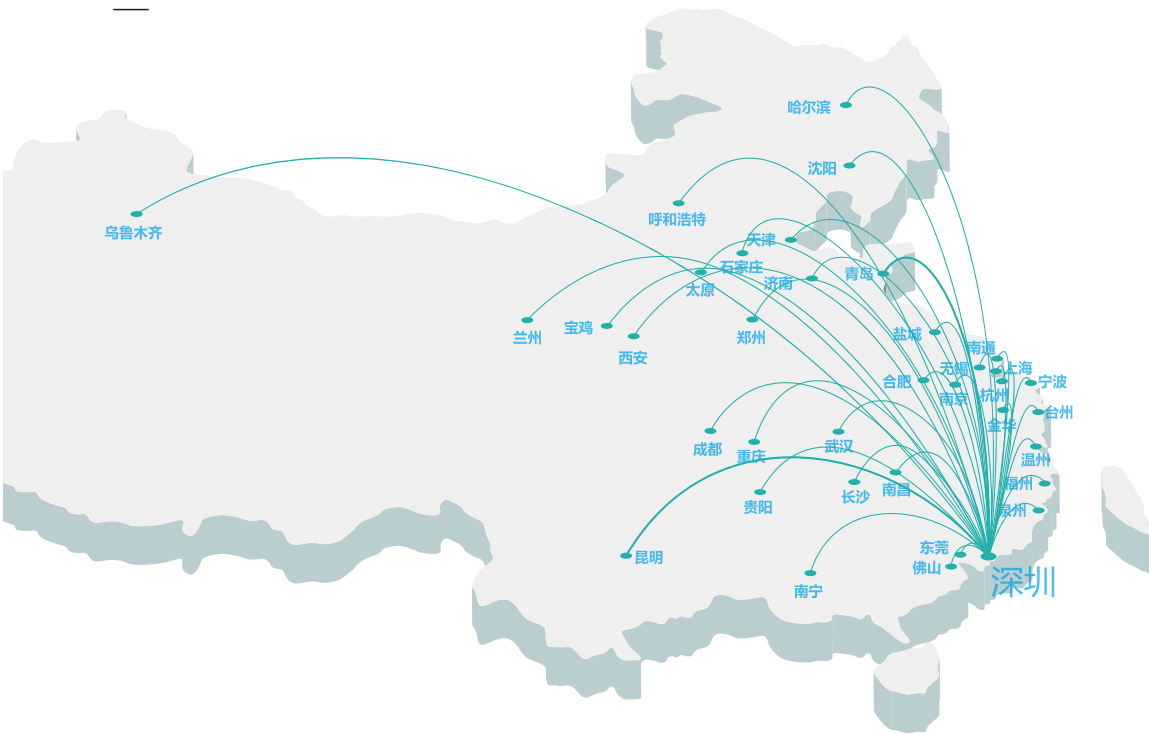 哈尔滨
沈阳
呼和浩特
乌鲁木齐
天津
石家庄
青岛
济南
太原
兰州
宝鸡
郑州
盐城
西安
南通
无锡
上海
合肥
宁波
南京
杭州
台州
金华
成都
重庆
武汉
温州
福州
长沙
南昌
贵阳
泉州
东莞
昆明
佛山
深圳
南宁